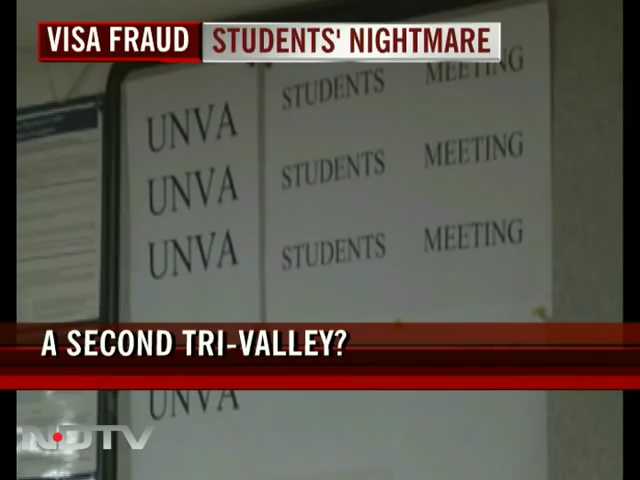 VISA FRAUD STUDENTS' NIGHTMARE
UNVA STUDENTS MEETING
UNVA STUDENTS MEETING
UNVA STUDENTS MEETING
A SECOND TRI-VALLEY?
UNVA
NDTV